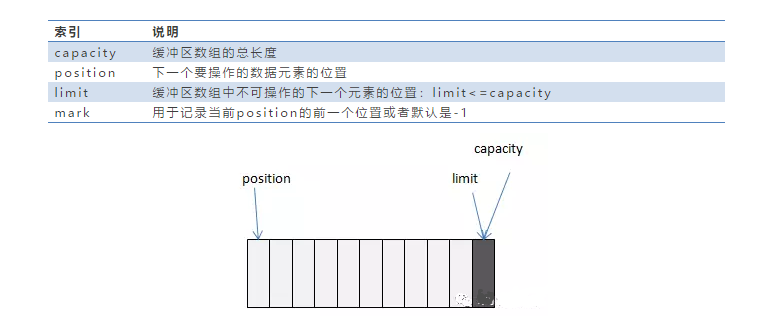 索引 说明
capacity 缓冲区数组的总长度
position 下一个要操作的数据元素的位置
limit 缓冲区数组中不可操作的下一个元素的位置：limit<=capacity
mark 用于记录当前position的前一个位置或者默认是-1
capacity
position limit